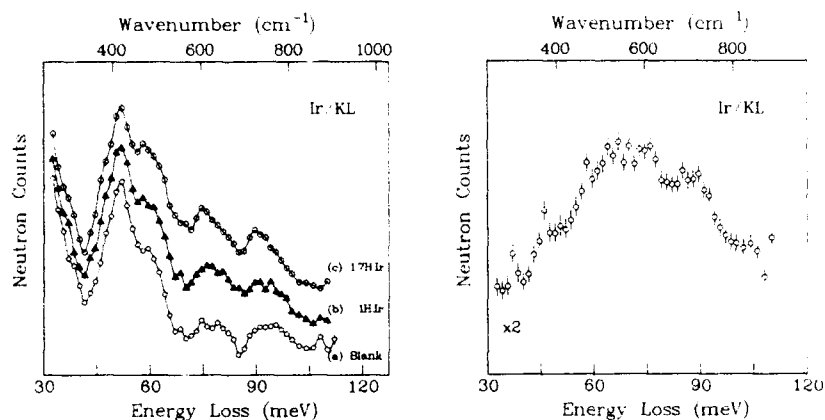 Wavenumber (cm⁻¹)
400 600 800 1000
Ir/KL
Neutron Counts
(c) 1.7H:Ir
(b) 1H:Ir
(a) Blank
30 60 90 120
Energy Loss (meV)
Wavenumber (cm⁻¹)
400 600 800
Ir/KL
Neutron Counts
x2
30 60 90 120
Energy Loss (meV)